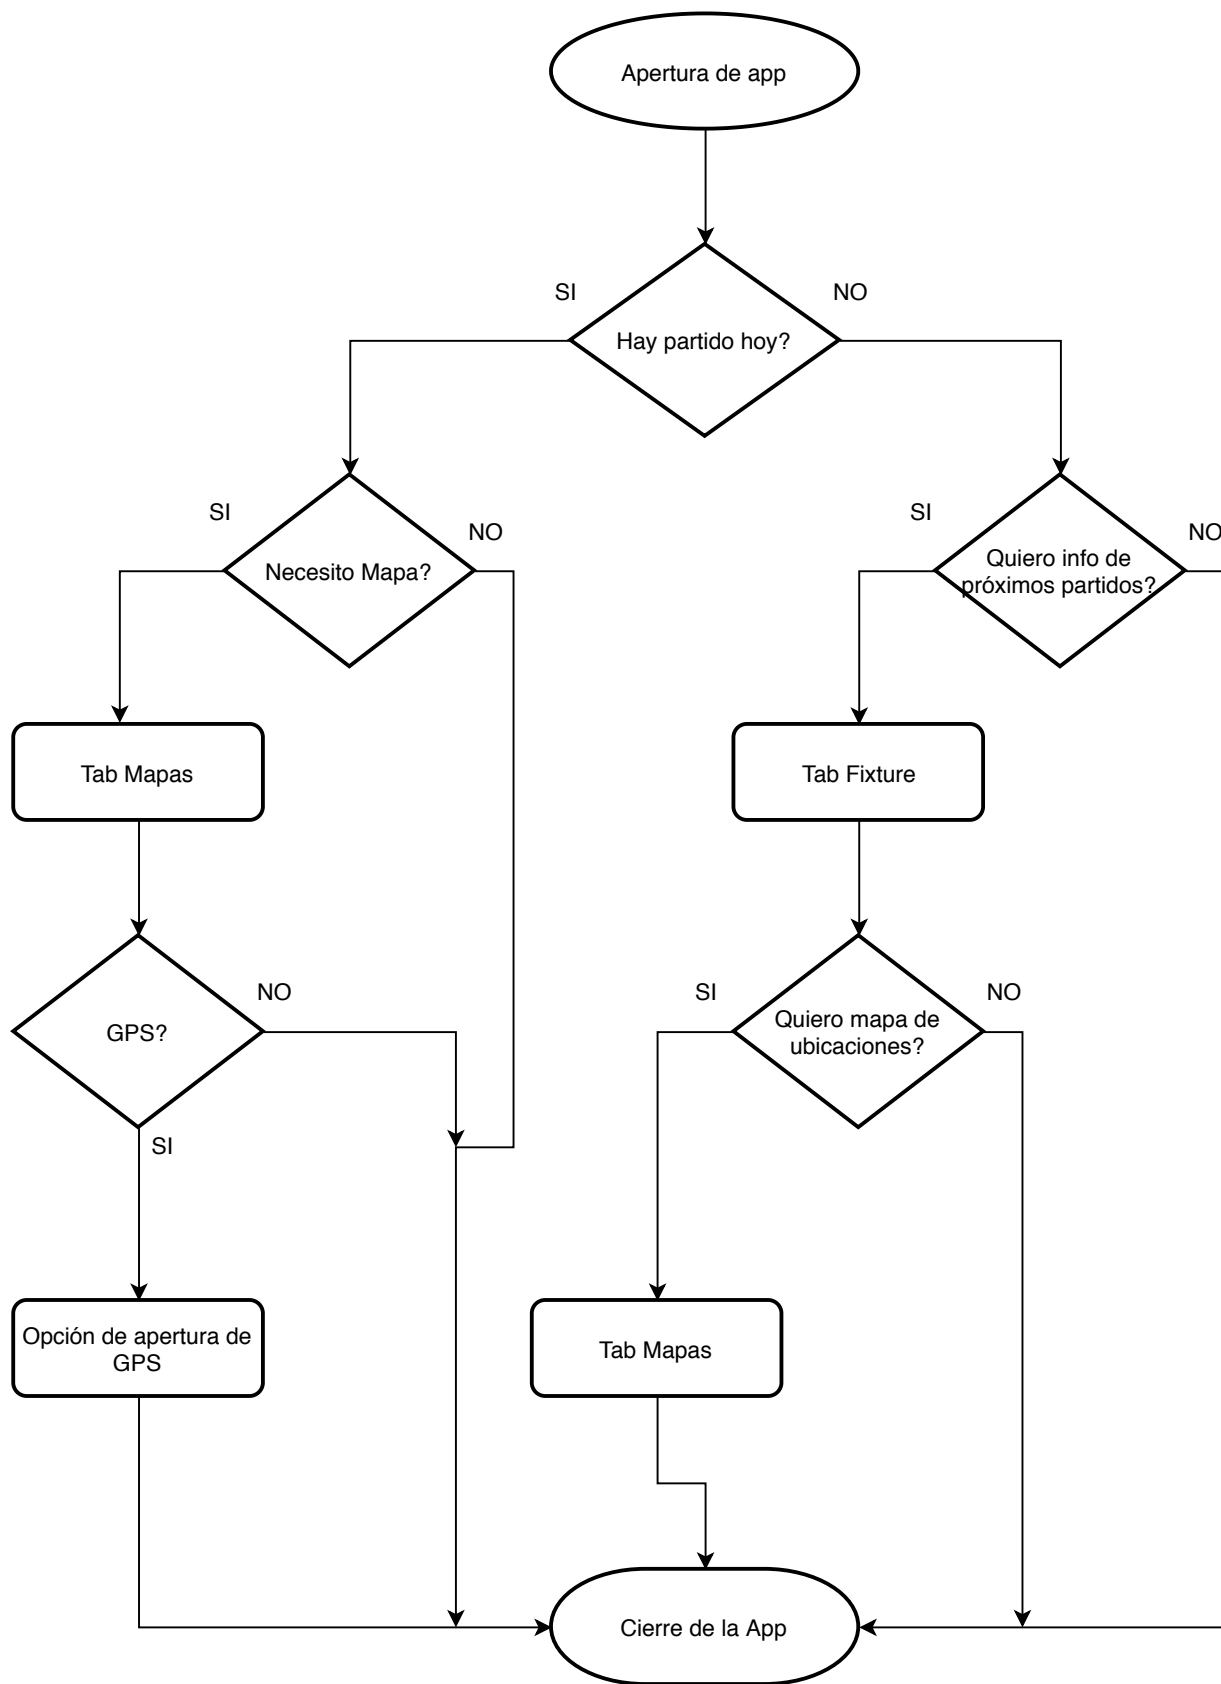 Apertura de app
SI
NO
Hay partido hoy?
SI
NO
SI
NO
Necesito Mapa?
Quiero info de
próximos partidos?
Tab Mapas
Tab Fixture
NO
SI
NO
GPS?
Quiero mapa de
ubicaciones?
SI
Opción de apertura de
GPS
Tab Mapas
Cierre de la App